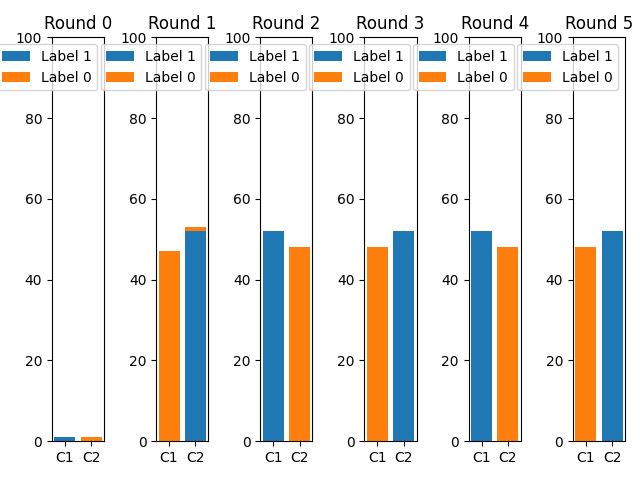 Round 0 Round 1 Round 2 Round 3 Round 4 Round 5
100 100 100 100 100 100
Label 1 Label 1 Label 1 Label 1 Label 1 Label 1
Label 0 Label 0 Label 0 Label 0 Label 0 Label 0
80 80 80 80 80 80
60 60 60 60 60 60
40 40 40 40 40 40
20 20 20 20 20 20
0 0 0 0 0 0
C1 C2 C1 C2 C1 C2 C1 C2 C1 C2 C1 C2